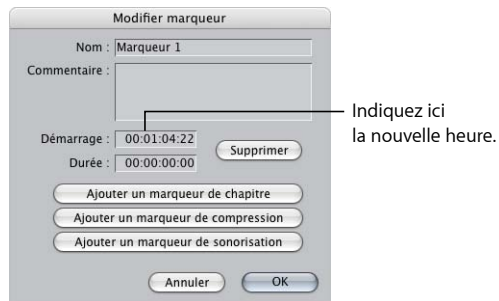 Modifier marqueur
Nom : Marqueur 1
Commentaire :
Démarrage : 00:01:04:22
Durée : 00:00:00:00
Supprimer
Indiquez ici
la nouvelle heure.
Ajouter un marqueur de chapitre
Ajouter un marqueur de compression
Ajouter un marqueur de sonorisation
Annuler OK